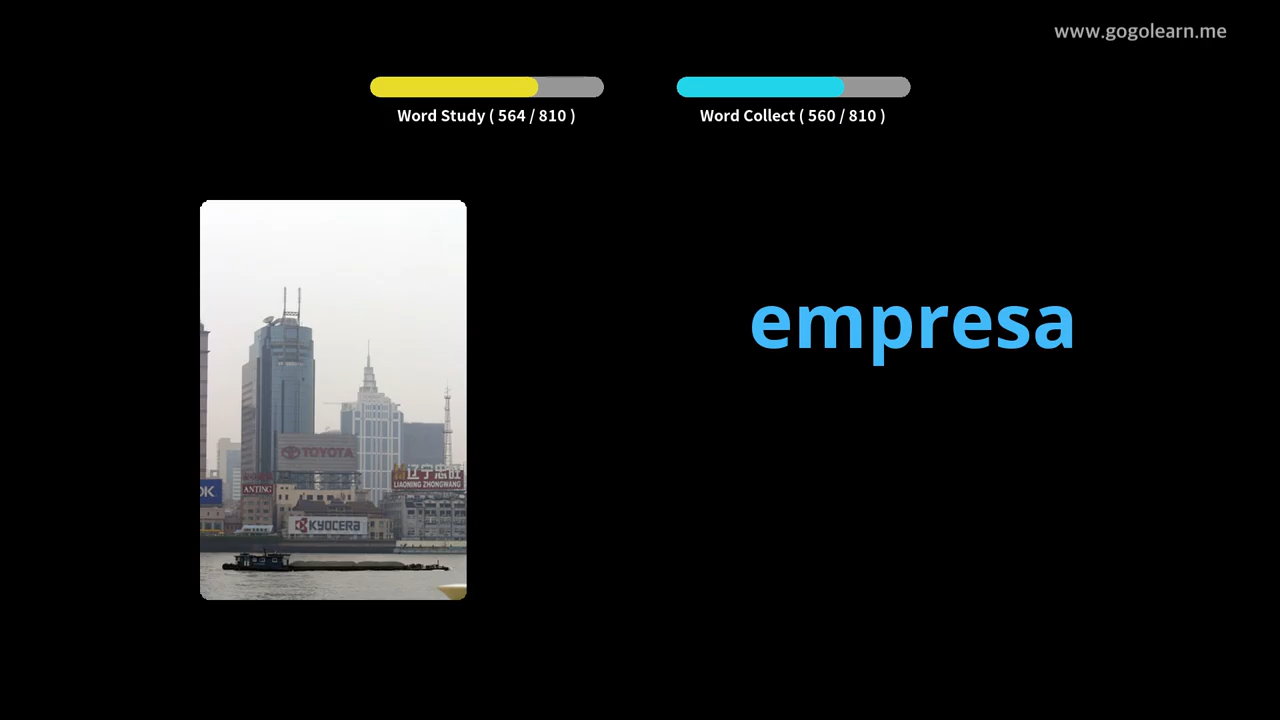 www.gogolearn.me
Word Study ( 564 / 810 )
Word Collect ( 560 / 810 )
empresa
TOYOTA
辽宁忠旺
LIAONING ZHONGWANG
OK
ANTING
KYOCERA